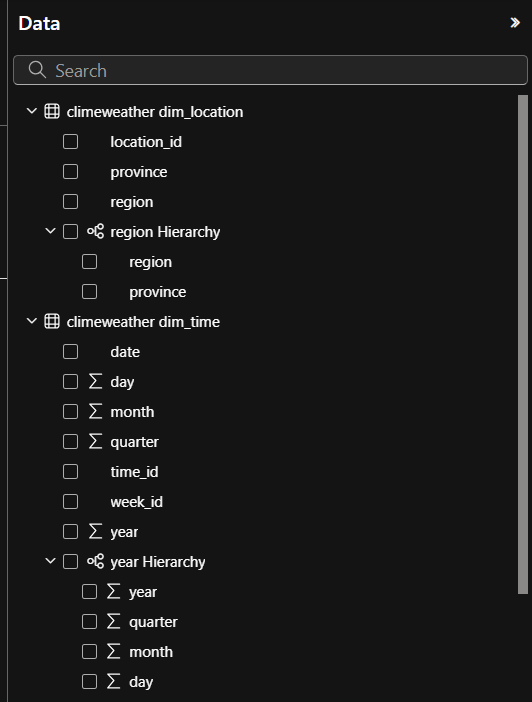 Data
Search
climeweather dim_location
location_id
province
region
region Hierarchy
region
province
climeweather dim_time
date
day
month
quarter
time_id
week_id
year
year Hierarchy
year
quarter
month
day